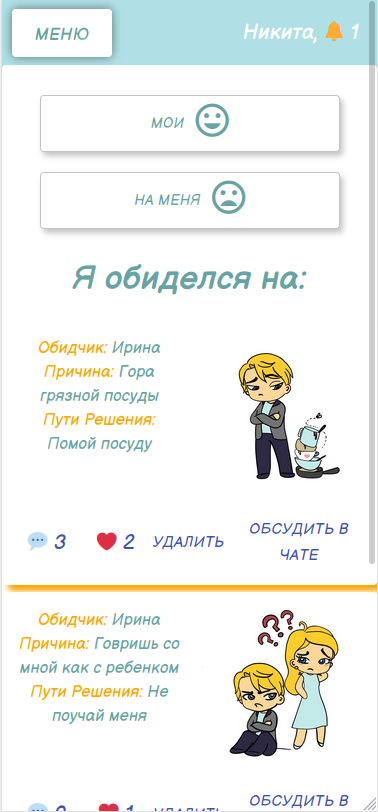 МЕНЮ
Никита, 1
МОИ
НА МЕНЯ
Я обиделся на:
Обидчик: Ирина
Причина: Гора
грязной посуды
Пути Решения:
Помой посуду
3 2 УДАЛИТЬ ОБСУДИТЬ В
ЧАТЕ
Обидчик: Ирина
Причина: Говришь со
мной как с ребенком
Пути Решения: Не
поучай меня
ОБСУДИТЬ В
0 1 УДАЛИТЬ